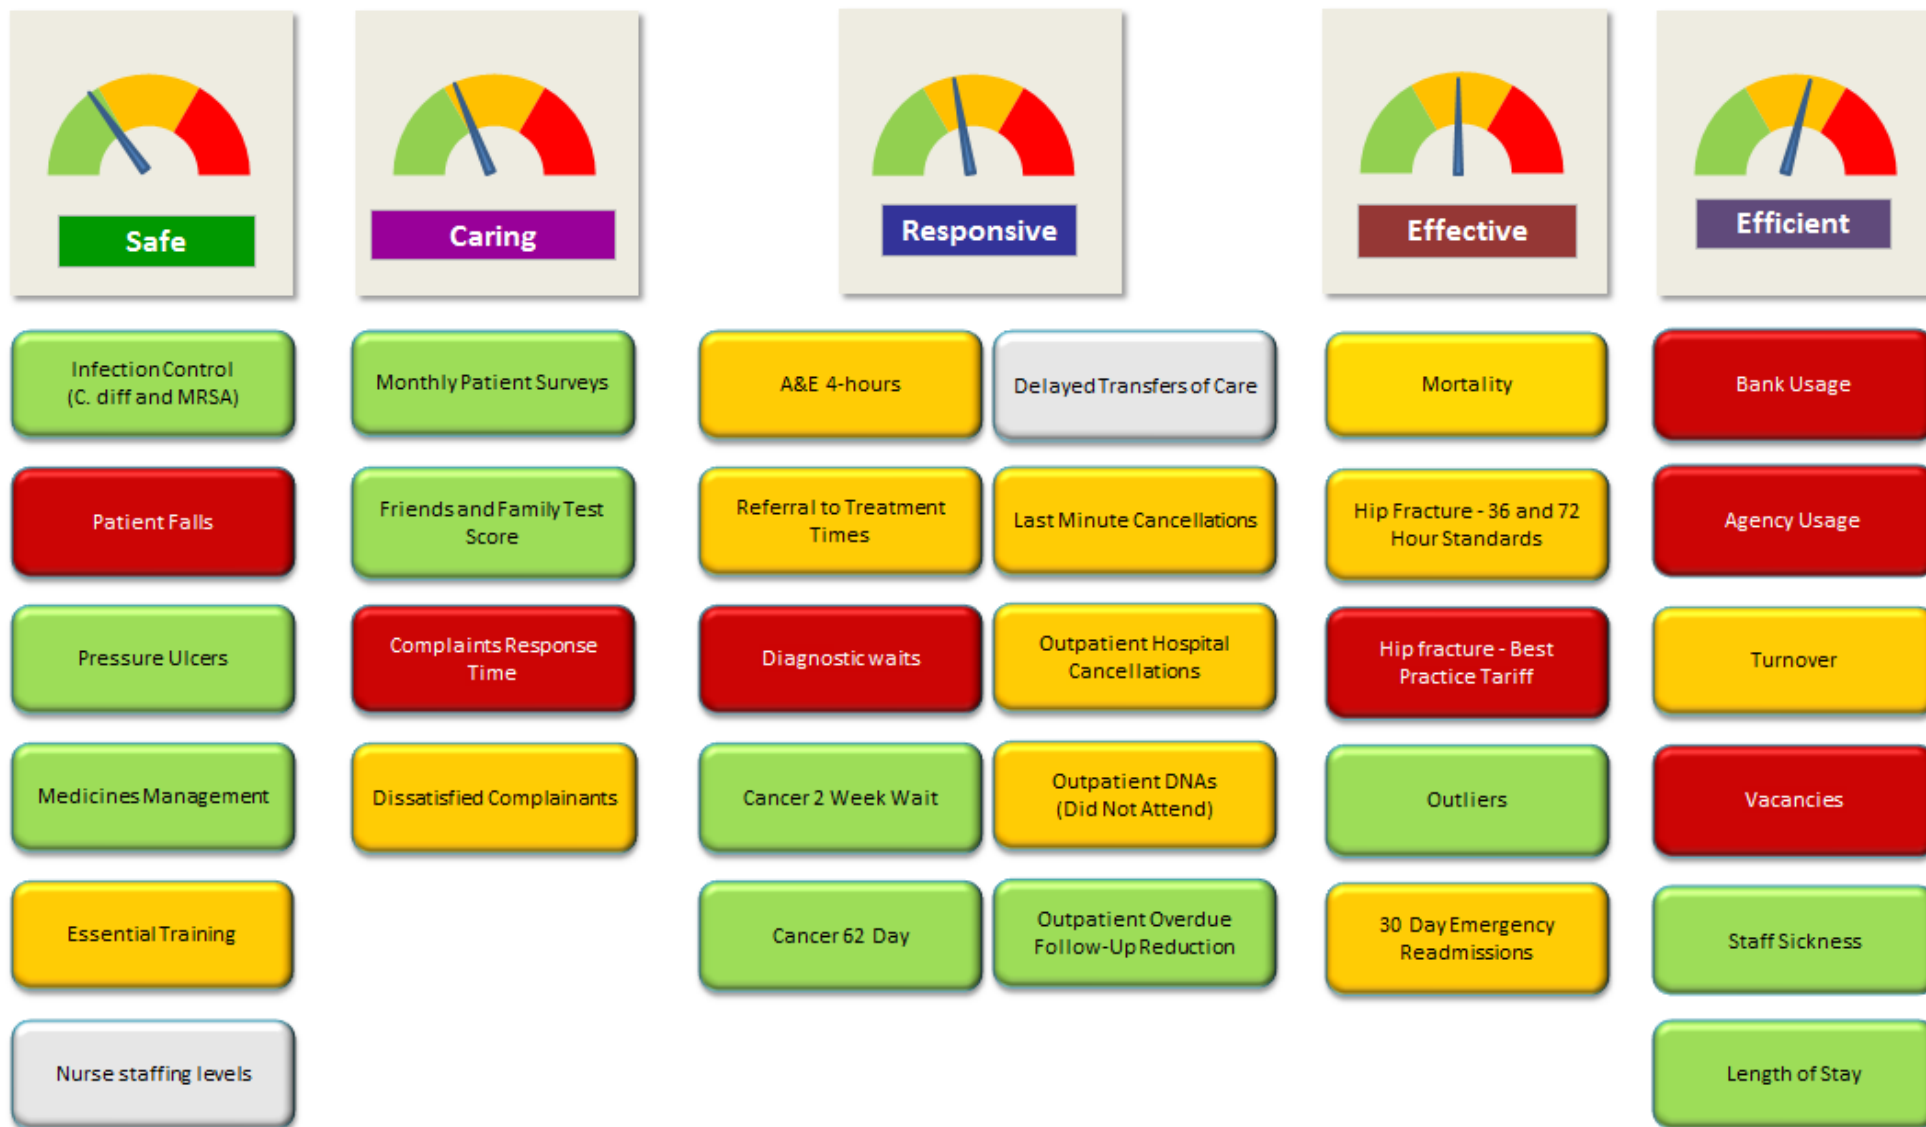 Safe
Caring
Responsive
Effective
Efficient
Infection Control
(C. diff and MRSA)
Patient Falls
Pressure Ulcers
Medicines Management
Essential Training
Nurse staffing levels
Monthly Patient Surveys
Friends and Family Test
Score
Complaints Response
Time
Dissatisfied Complainants
A&E 4-hours
Referral to Treatment
Times
Diagnostic waits
Cancer 2 Week Wait
Cancer 62 Day
Delayed Transfers of Care
Last Minute Cancellations
Outpatient Hospital
Cancellations
Outpatient DNAs
(Did Not Attend)
Outpatient Overdue
Follow-Up Reduction
Mortality
Hip Fracture - 36 and 72
Hour Standards
Hip fracture - Best
Practice Tariff
Outliers
30 Day Emergency
Readmissions
Bank Usage
Agency Usage
Turnover
Vacancies
Staff Sickness
Length of Stay